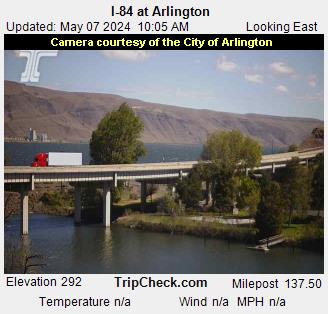 I-84 at Arlington
Updated: May 07 2024 10:05 AM Looking East
Camera courtesy of the City of Arlington
Elevation 292 TripCheck.com Milepost 137.50
Temperature n/a Wind n/a MPH n/a